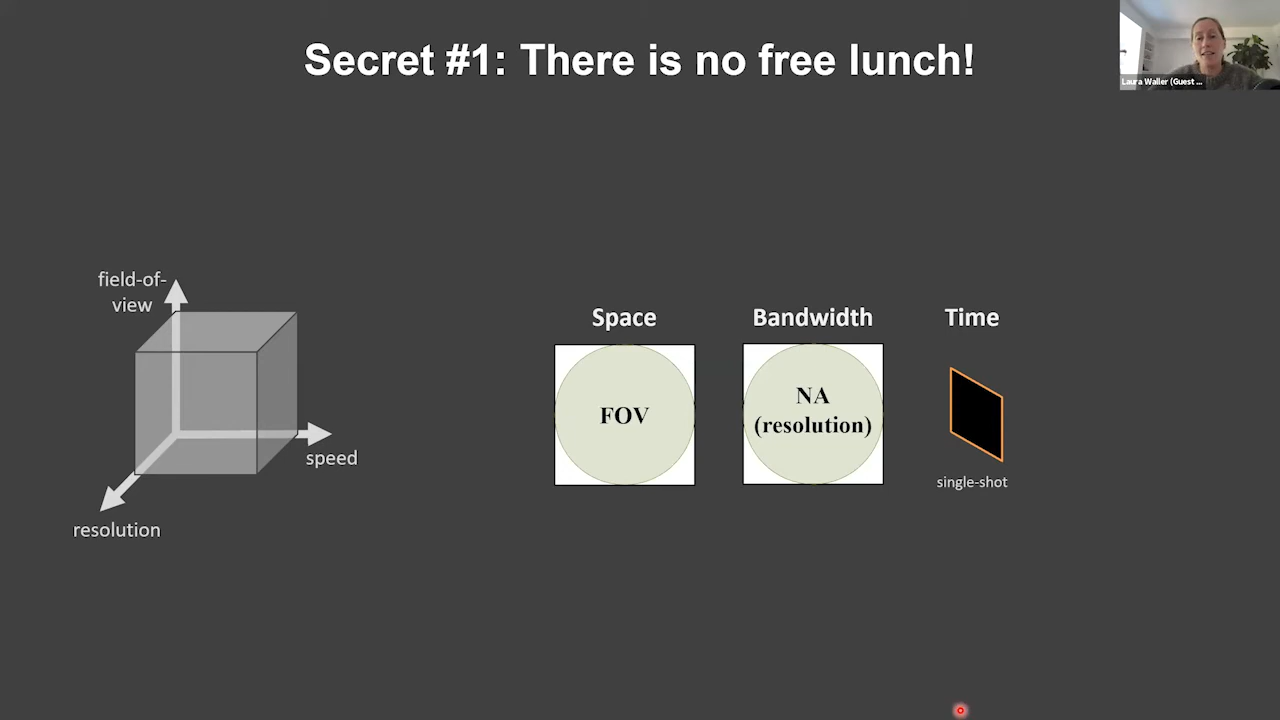 Secret #1: There is no free lunch!
Laura Waller (Guest ...
field-of-
view
speed
resolution
Space
Bandwidth
Time
FOV
NA
(resolution)
single-shot